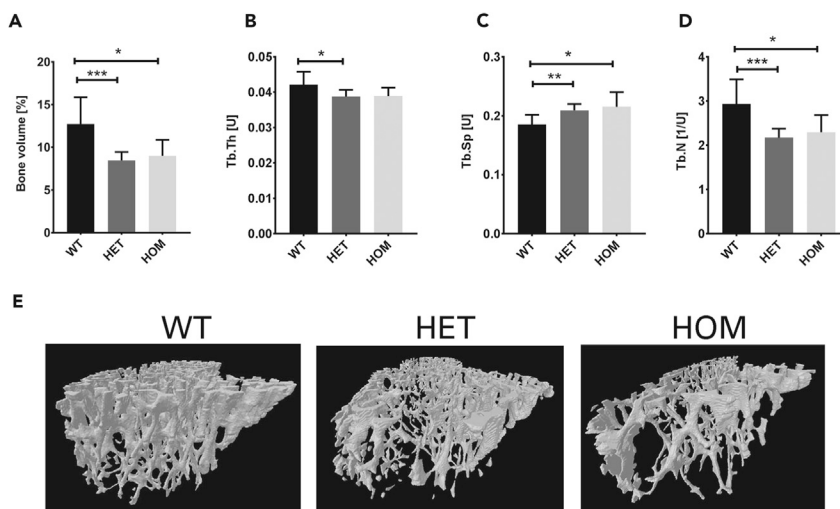 A
Bone volume [%]
20
15
10
5
0
*
***
WT
HET
HOM
B
Tb.Th [U]
0.05
0.04
0.03
0.02
0.01
0.00
*
WT
HET
HOM
C
Tb.Sp [U]
0.3
0.2
0.1
0.0
*
**
WT
HET
HOM
D
Tb.N [1/U]
4
3
2
1
0
*
***
WT
HET
HOM
E
WT
HET
HOM